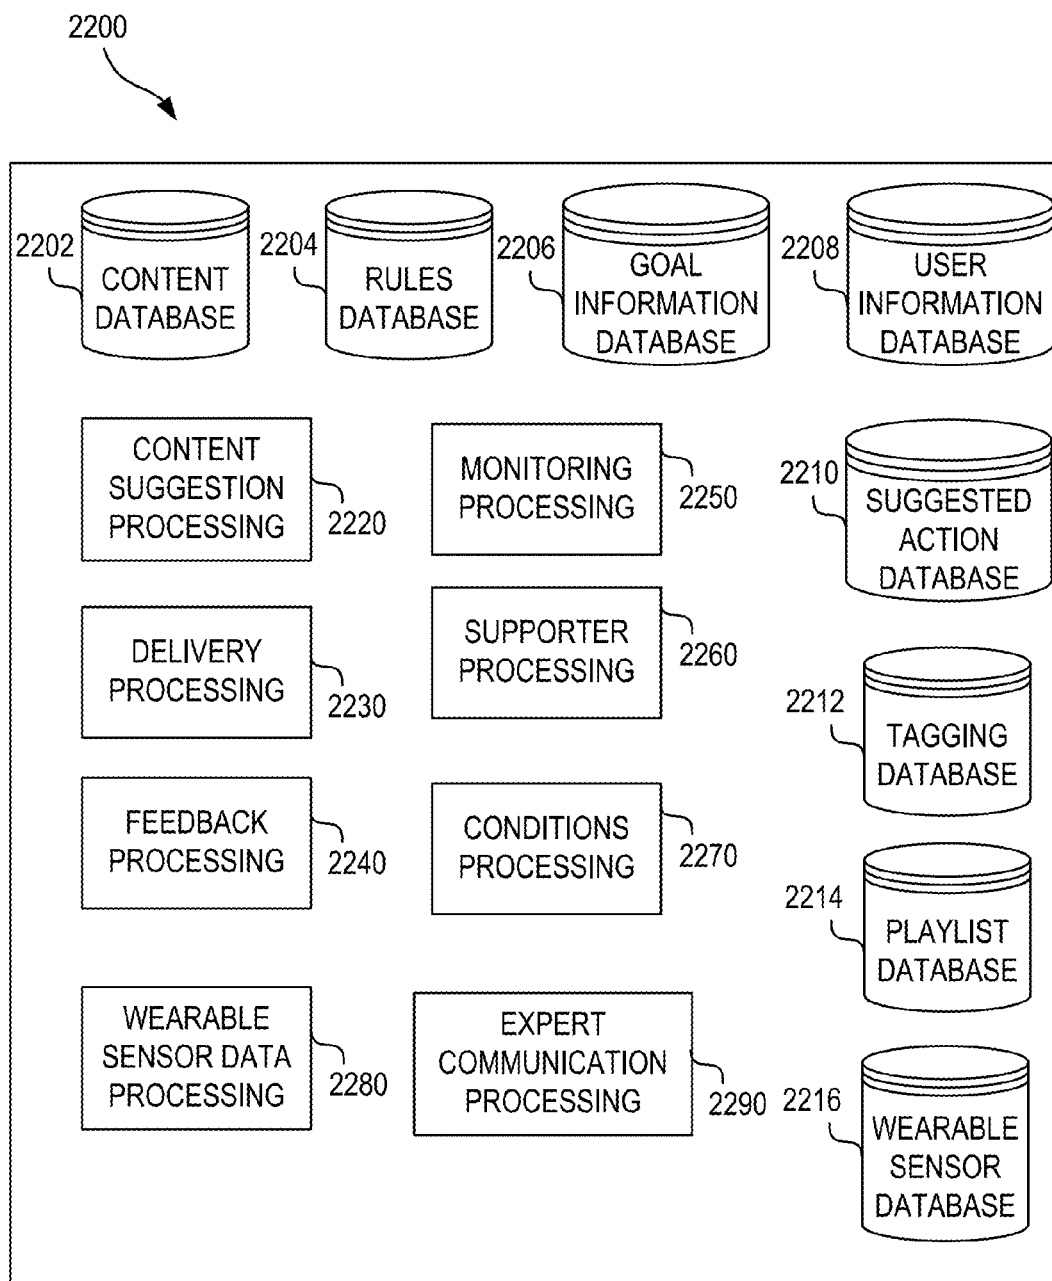 2200
2202
CONTENT
DATABASE
2204
RULES
DATABASE
2206
GOAL
INFORMATION
DATABASE
2208
USER
INFORMATION
DATABASE
CONTENT
SUGGESTION
PROCESSING
2220
MONITORING
PROCESSING
2250
2210
SUGGESTED
ACTION
DATABASE
DELIVERY
PROCESSING
2230
SUPPORTER
PROCESSING
2260
2212
TAGGING
DATABASE
FEEDBACK
PROCESSING
2240
CONDITIONS
PROCESSING
2270
2214
PLAYLIST
DATABASE
WEARABLE
SENSOR DATA
PROCESSING
2280
EXPERT
COMMUNICATION
PROCESSING
2290
2216
WEARABLE
SENSOR
DATABASE